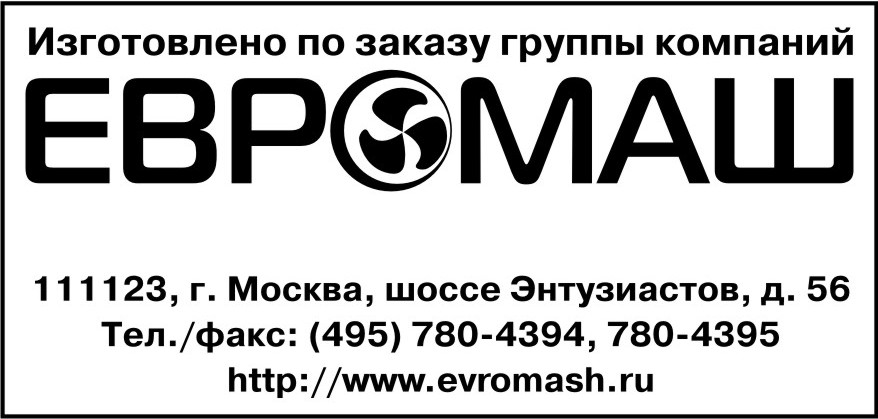 Изготовлено по заказу группы компаний
ЕВРОМАШ
111123, г. Москва, шоссе Энтузиастов, д. 56
Тел./факс: (495) 780-4394, 780-4395
http://www.evromash.ru